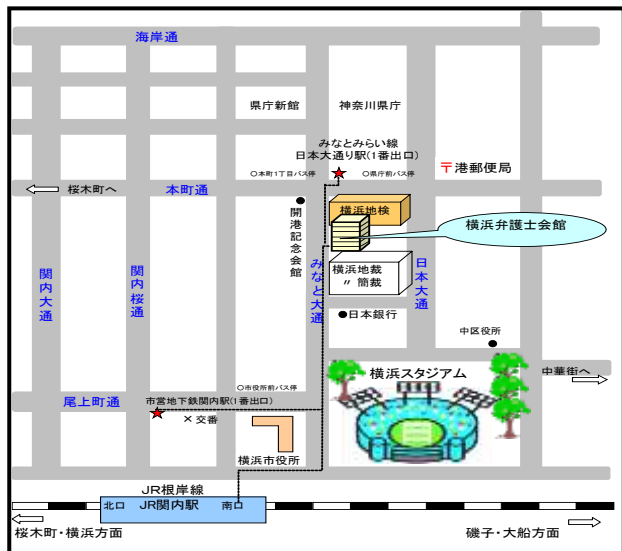 海岸通
県庁新館
神奈川県庁
みなとみらい線
日本大通り駅(1番出口)
○本町1丁目バス停
○県庁前バス停
〒港郵便局
桜木町へ
本町通
横浜地検
開港記念会館
横浜弁護士会館
関内大通
関内桜通
みなと大通
横浜地裁
〃 簡裁
日本大通
日本銀行
中区役所
横浜スタジアム
中華街へ
○市役所前バス停
尾上町通
市営地下鉄関内駅(1番出口)
× 交番
横浜市役所
JR根岸線
北口
JR関内駅
南口
桜木町・横浜方面
磯子・大船方面